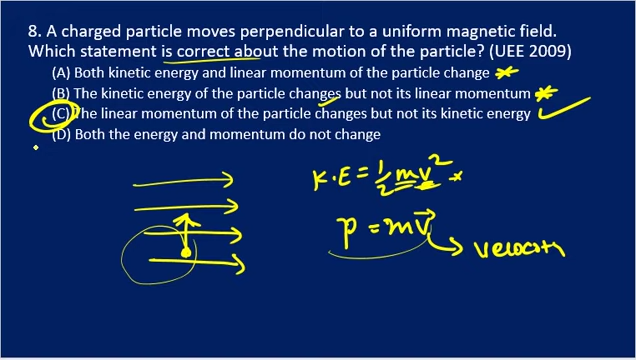 8. A charged particle moves perpendicular to a uniform magnetic field.
Which statement is correct about the motion of the particle? (UEE 2009)
(A) Both kinetic energy and linear momentum of the particle change
(B) The kinetic energy of the particle changes but not its linear momentum
(C) The linear momentum of the particle changes but not its kinetic energy
(D) Both the energy and momentum do not change
K.E = 1/2 mv²
p = mv⃗
velocity